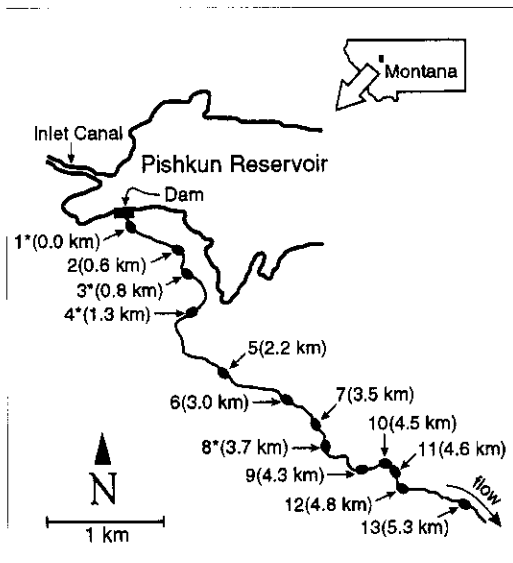 Montana
Inlet Canal
Pishkun Reservoir
Dam
1*(0.0 km)
2(0.6 km)
3*(0.8 km)
4*(1.3 km)
5(2.2 km)
6(3.0 km)
7(3.5 km)
8*(3.7 km)
10(4.5 km)
11(4.6 km)
9(4.3 km)
12(4.8 km)
flow
13(5.3 km)
N
1 km